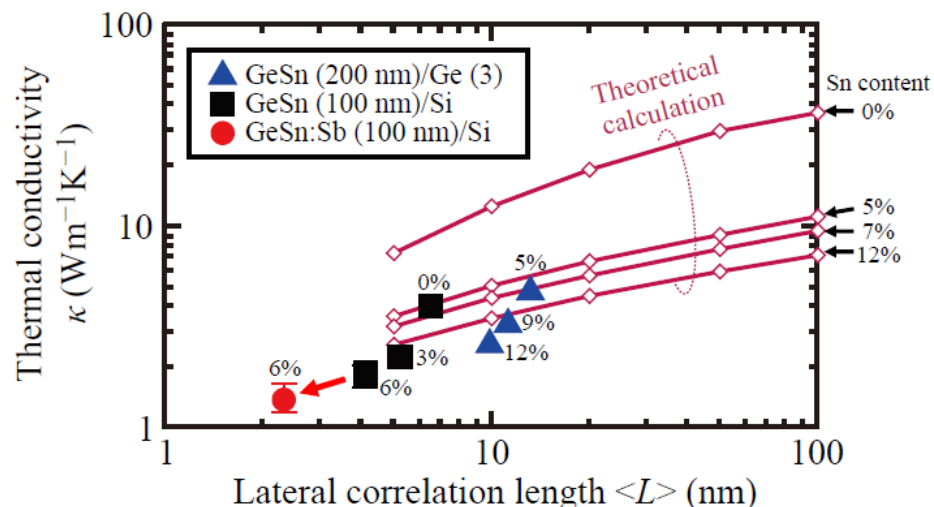 100
10
1
Thermal conductivity
κ (Wm−1K−1)
GeSn (200 nm)/Ge (3)
GeSn (100 nm)/Si
GeSn:Sb (100 nm)/Si
Theoretical
calculation
Sn content
0%
5%
7%
12%
5%
0%
9%
12%
3%
6%
6%
1
10
100
Lateral correlation length <L> (nm)